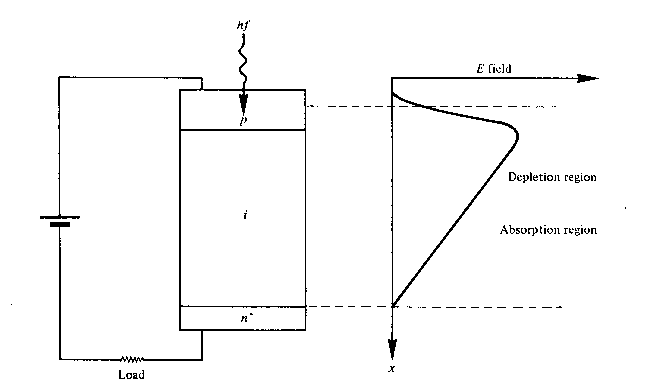 hf
E field
p
Depletion region
i
Absorption region
n+
x
Load